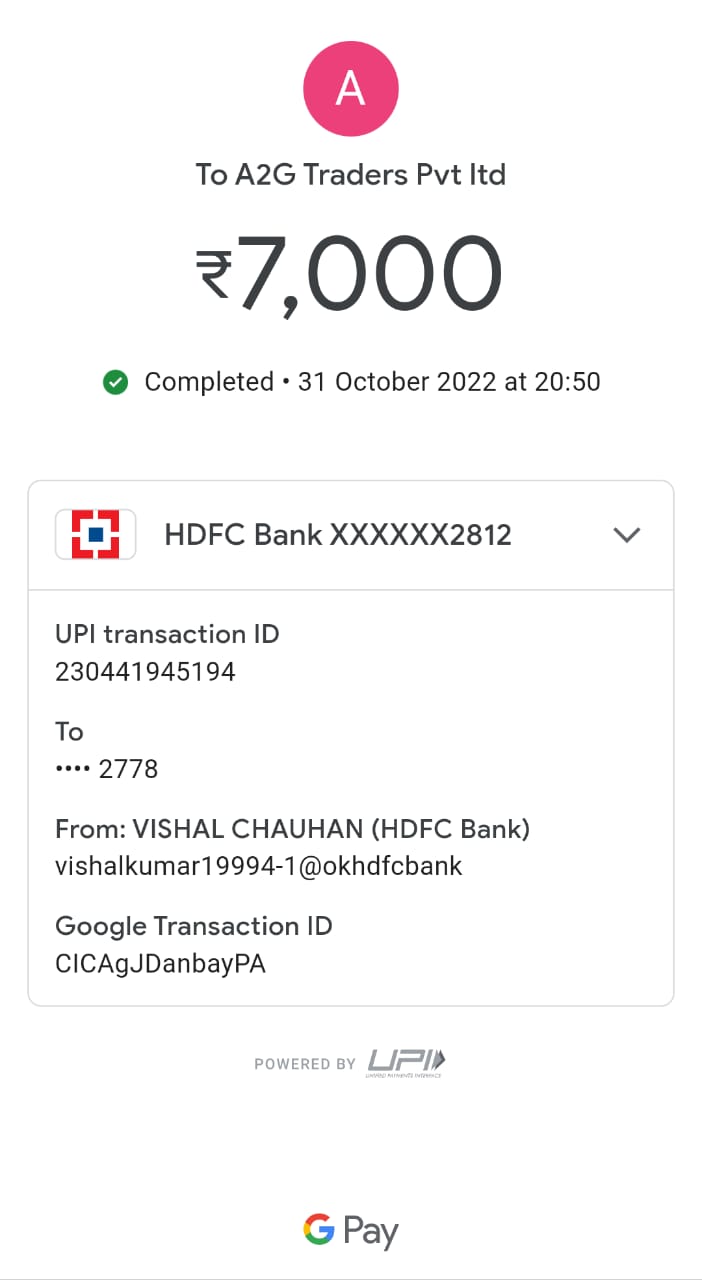 A
To A2G Traders Pvt ltd
₹7,000
Completed • 31 October 2022 at 20:50
HDFC Bank XXXXXX2812
UPI transaction ID
230441945194
To
•••• 2778
From: VISHAL CHAUHAN (HDFC Bank)
vishalkumar19994-1@okhdfcbank
Google Transaction ID
CICAgJDanbayPA
POWERED BY UPI
UNIFIED PAYMENTS INTERFACE
G Pay